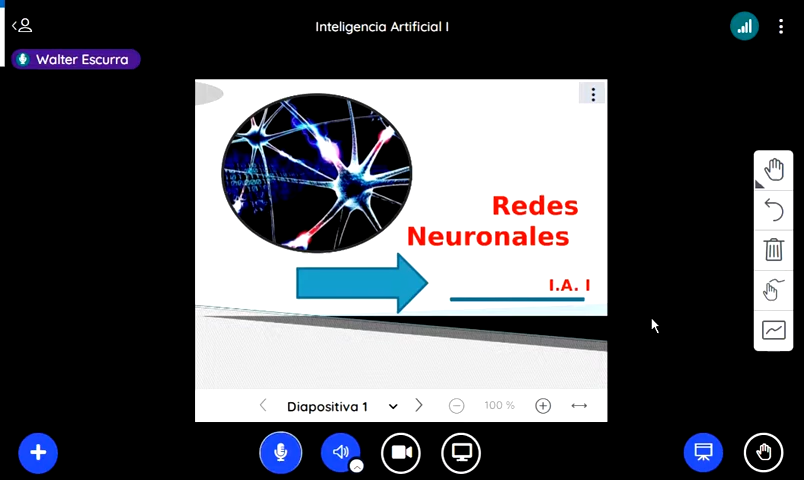 Inteligencia Artificial I
Walter Escurra
Redes
Neuronales
I.A. I
Diapositiva 1
100 %